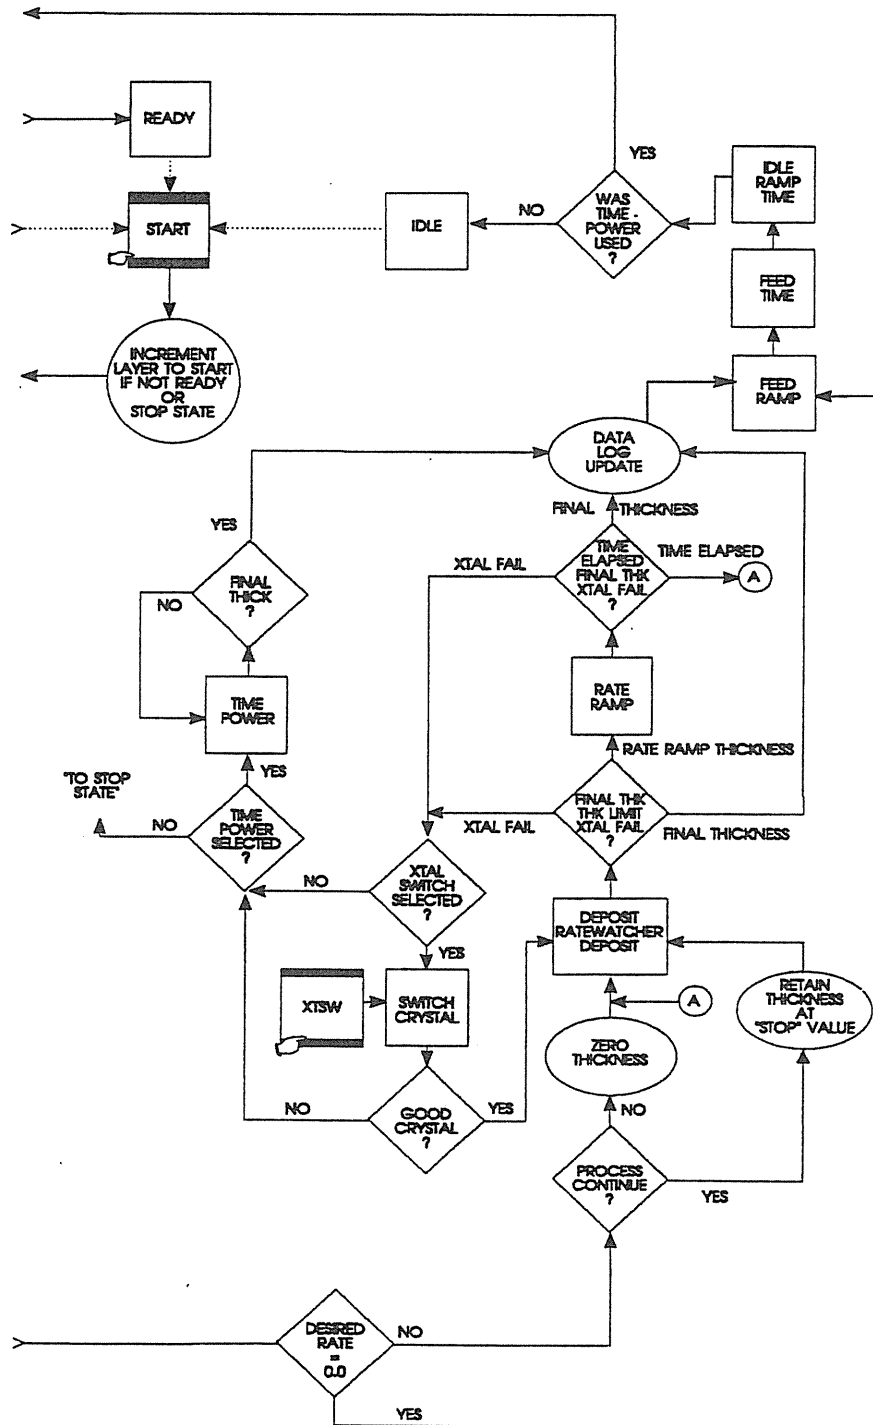 READY
YES
IDLE
RAMP
TIME
START
IDLE
NO
WAS
TIME -
POWER
USED
?
FEED
TIME
INCREMENT
LAYER TO START
IF NOT READY
OR
STOP STATE
FEED
RAMP
DATA
LOG
UPDATE
YES
FINAL THICKNESS
FINAL
THICK
?
NO
XTAL FAIL
TIME
ELAPSED
FINAL THK
XTAL FAIL
?
TIME ELAPSED
A
TIME
POWER
RATE
RAMP
YES
RATE RAMP THICKNESS
"TO STOP
STATE"
NO
TIME
POWER
SELECTED
?
XTAL FAIL
FINAL THK
THK LIMIT
XTAL FAIL
?
FINAL THICKNESS
NO
XTAL
SWITCH
SELECTED
?
DEPOSIT
RATEWATCHER
DEPOSIT
YES
XTSW
SWITCH
CRYSTAL
A
RETAIN
THICKNESS
AT
"STOP" VALUE
ZERO
THICKNESS
NO
GOOD
CRYSTAL
?
YES
NO
PROCESS
CONTINUE
?
YES
DESIRED
RATE
=
0.0
NO
YES